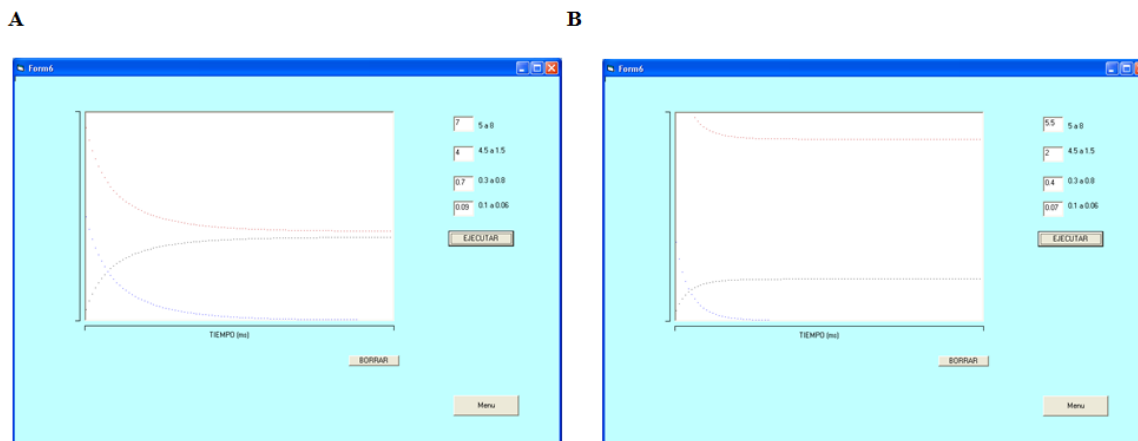 A
B
Form6
7 5 a 8
4 4.5 a 1.5
0.7 0.3 a 0.8
0.09 0.1 a 0.06
EJECUTAR
TIEMPO (ms)
BORRAR
Menu
Form6
5.5 5 a 8
2 4.5 a 1.5
0.4 0.3 a 0.8
0.07 0.1 a 0.06
EJECUTAR
TIEMPO (ms)
BORRAR
Menu